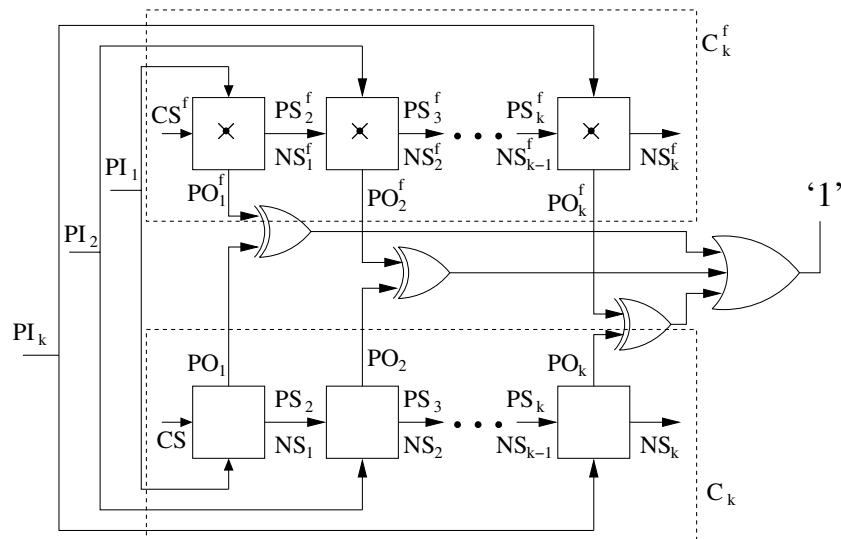 C_k^f
CS^f PS_2^f PS_3^f PS_k^f
NS_1^f NS_2^f NS_{k-1}^f NS_k^f
PI_1 PO_1^f PO_2^f PO_k^f
'1'
PI_2
PI_k
PO_1 PO_2 PO_k
PS_2 PS_3 PS_k
CS NS_1 NS_2 NS_{k-1} NS_k
C_k